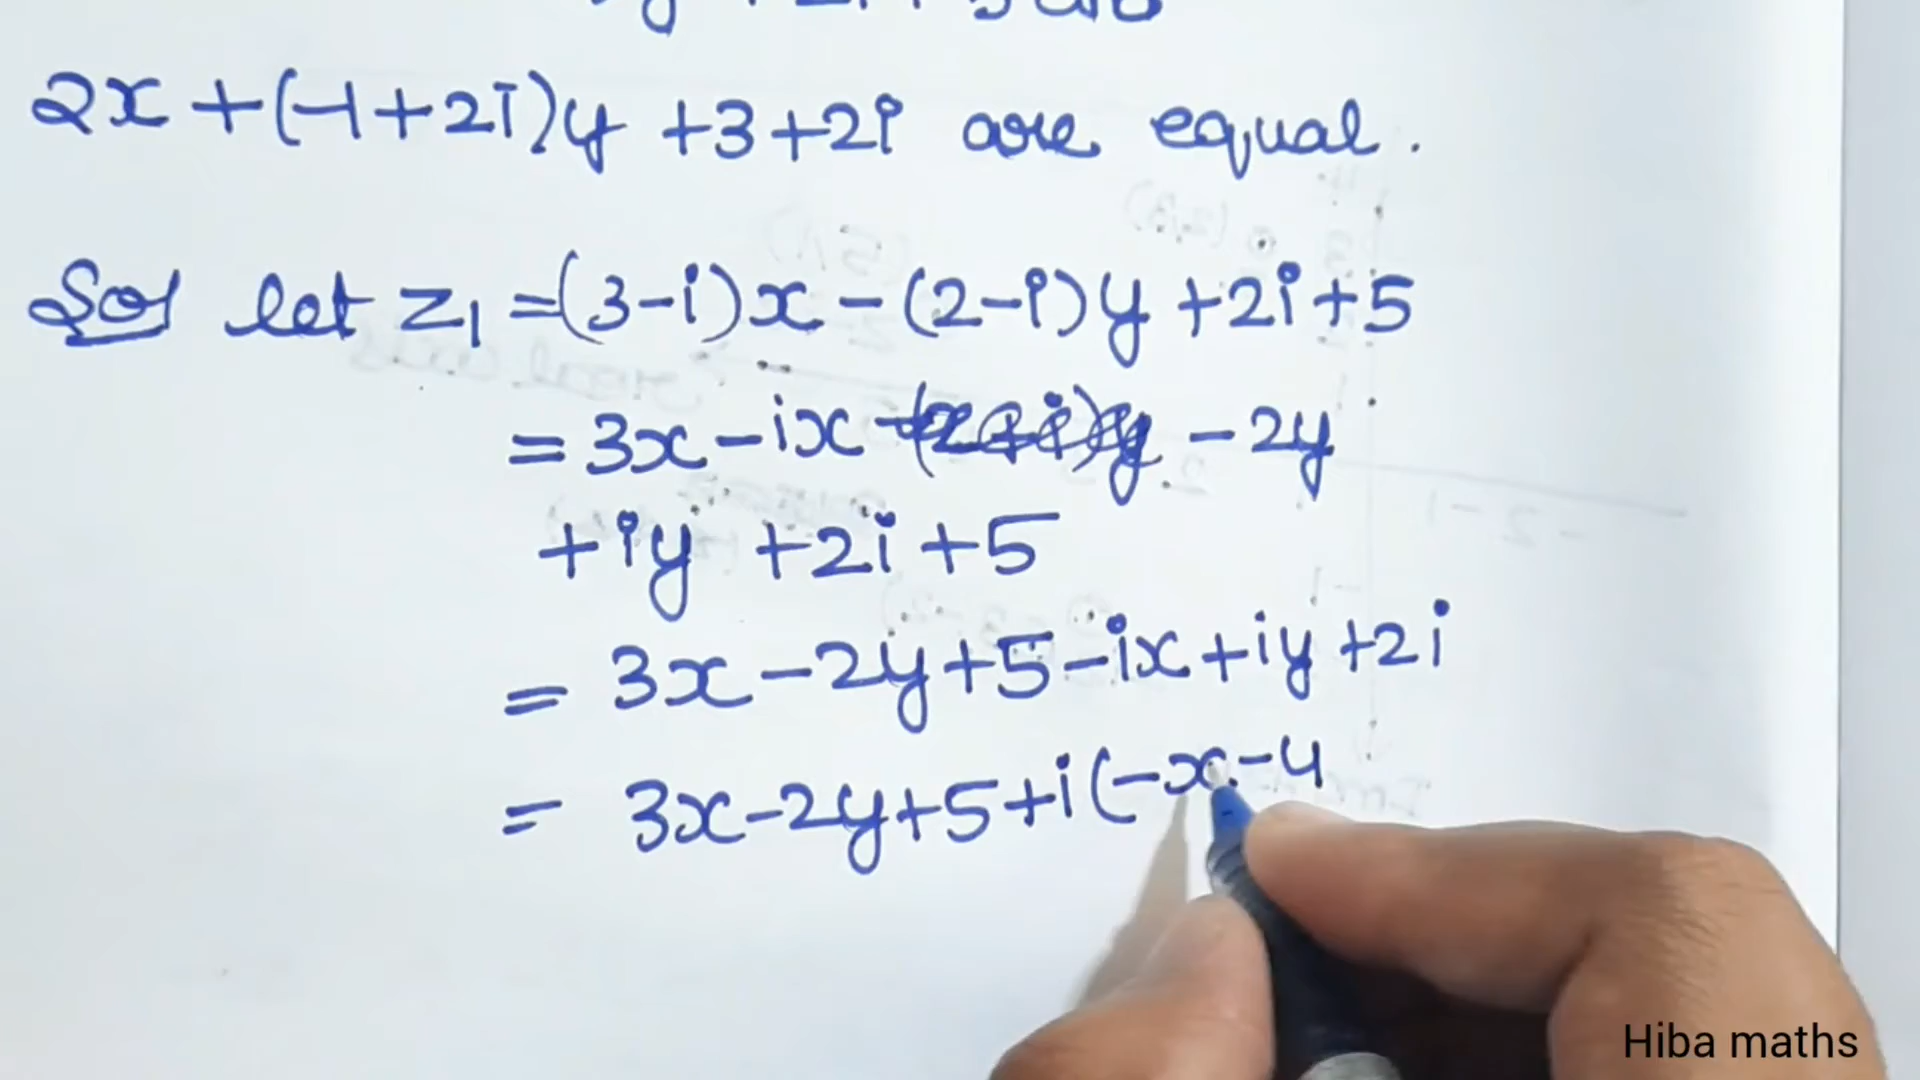 2x + (-1+2i)y +3+2i are equal.
Sol let z₁ = (3-i)x - (2-i)y +2i+5
= 3x - ix - 2y
+iy +2i +5
= 3x - 2y + 5 - ix + iy + 2i
= 3x - 2y + 5 + i(-x - y
Hiba maths